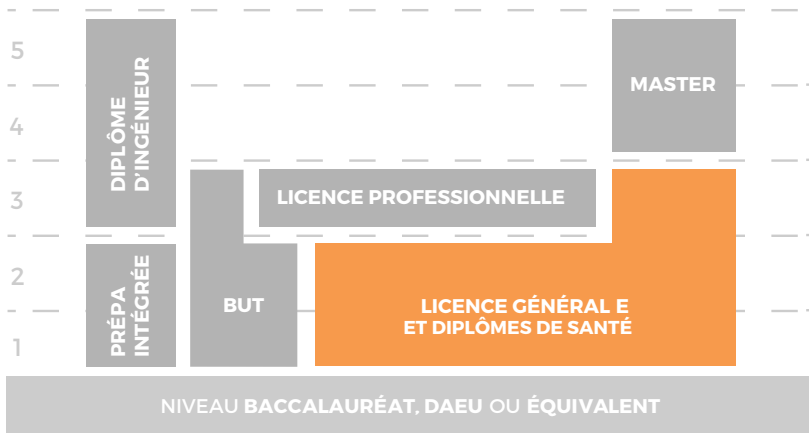 5
DIPLÔME
D'INGÉNIEUR
MASTER
4
3
LICENCE PROFESSIONNELLE
2
PRÉPA
INTÉGRÉE
BUT
LICENCE GÉNÉRAL E
ET DIPLÔMES DE SANTÉ
1
NIVEAU BACCALAURÉAT, DAEU OU ÉQUIVALENT